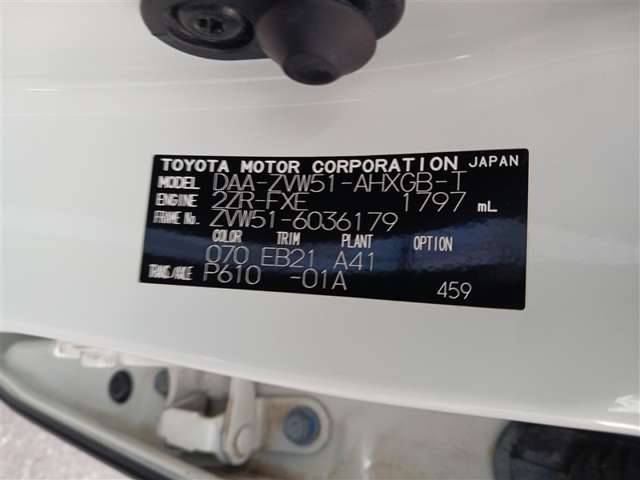 TOYOTA MOTOR CORPORATION JAPAN
MODEL DAA-ZVW51-AHXGB-T
ENGINE 2ZR-FXE 1797 mL
FRAME No. ZVW51-6036179
COLOR TRIM PLANT OPTION
070 EB21 A41
TRANS/AXLE P610 -01A
459